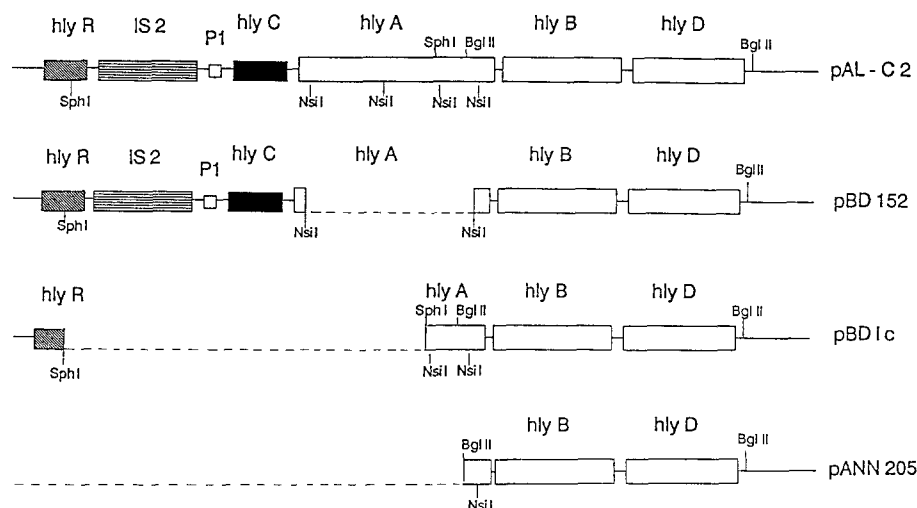 hly R IS 2 P1 hly C hly A hly B hly D
SphI BglII BglII
pAL - C 2
SphI NsiI NsiI NsiI NsiI
hly R IS 2 P1 hly C hly A hly B hly D
BglII
pBD 152
SphI NsiI NsiI
hly R hly A hly B hly D
SphI BglII BglII
pBD I c
SphI NsiI NsiI
hly B hly D
BglII BglII
pANN 205
NsiI